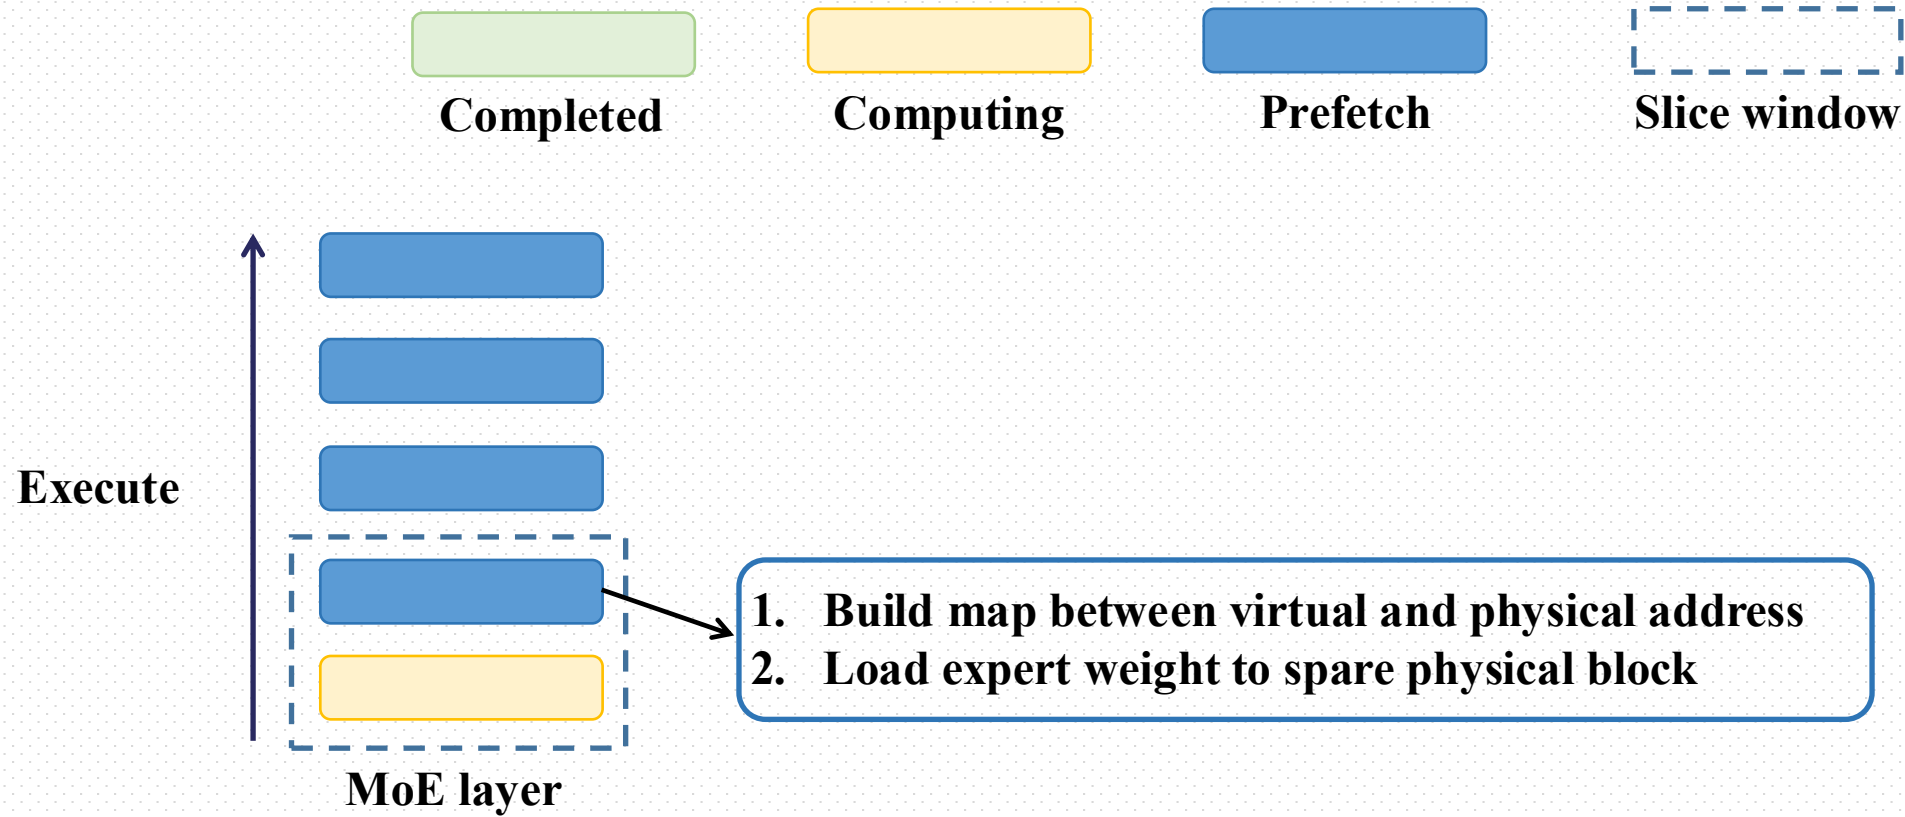 Completed
Computing
Prefetch
Slice window
Execute
1. Build map between virtual and physical address
2. Load expert weight to spare physical block
MoE layer